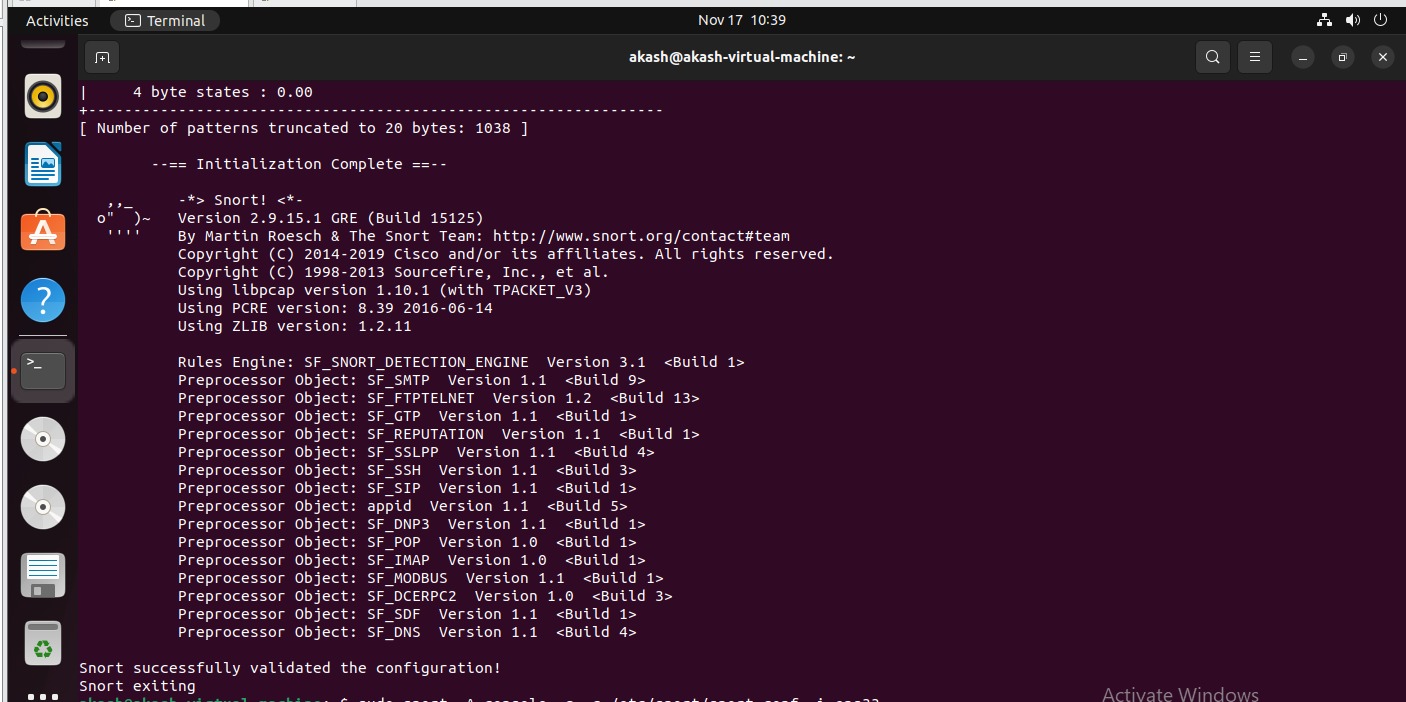 Activities
Terminal
Nov 17 10:39
akash@akash-virtual-machine: ~
| 4 byte states : 0.00
+----------------------------------------------------------------
[ Number of patterns truncated to 20 bytes: 1038 ]
--== Initialization Complete ==--
,,_ -*> Snort! <*-
o" )~ Version 2.9.15.1 GRE (Build 15125)
'''' By Martin Roesch & The Snort Team: http://www.snort.org/contact#team
Copyright (C) 2014-2019 Cisco and/or its affiliates. All rights reserved.
Copyright (C) 1998-2013 Sourcefire, Inc., et al.
Using libpcap version 1.10.1 (with TPACKET_V3)
Using PCRE version: 8.39 2016-06-14
Using ZLIB version: 1.2.11
Rules Engine: SF_SNORT_DETECTION_ENGINE Version 3.1 <Build 1>
Preprocessor Object: SF_SMTP Version 1.1 <Build 9>
Preprocessor Object: SF_FTPTELNET Version 1.2 <Build 13>
Preprocessor Object: SF_GTP Version 1.1 <Build 1>
Preprocessor Object: SF_REPUTATION Version 1.1 <Build 1>
Preprocessor Object: SF_SSLPP Version 1.1 <Build 4>
Preprocessor Object: SF_SSH Version 1.1 <Build 3>
Preprocessor Object: SF_SIP Version 1.1 <Build 1>
Preprocessor Object: appid Version 1.1 <Build 5>
Preprocessor Object: SF_DNP3 Version 1.1 <Build 1>
Preprocessor Object: SF_POP Version 1.0 <Build 1>
Preprocessor Object: SF_IMAP Version 1.0 <Build 1>
Preprocessor Object: SF_MODBUS Version 1.1 <Build 1>
Preprocessor Object: SF_DCERPC2 Version 1.0 <Build 3>
Preprocessor Object: SF_SDF Version 1.1 <Build 1>
Preprocessor Object: SF_DNS Version 1.1 <Build 4>
Snort successfully validated the configuration!
Snort exiting
Activate Windows